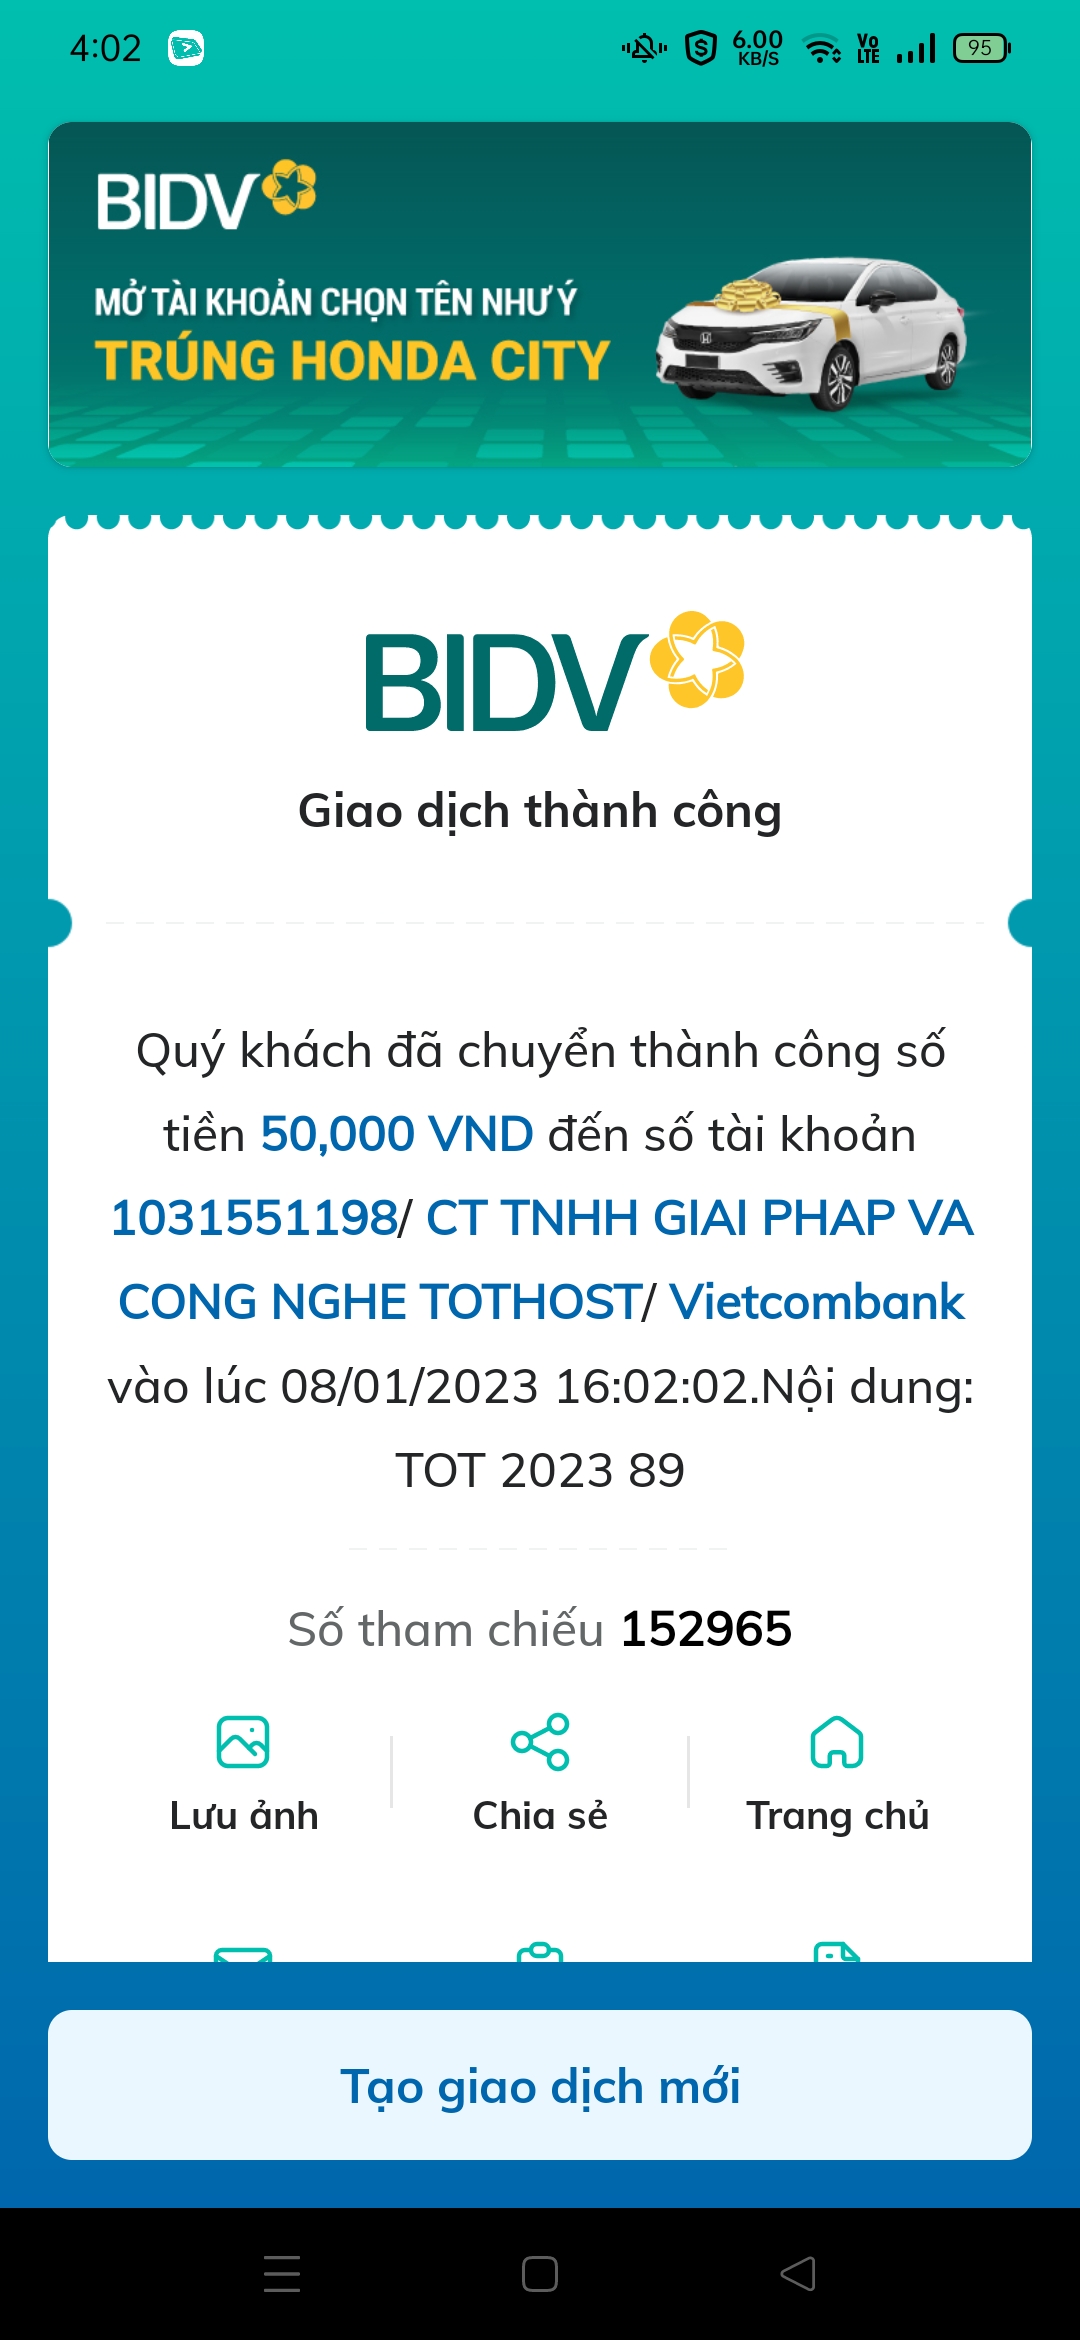 4:02
6.00
KB/S
Vo
LTE
95
BIDV
MỞ TÀI KHOẢN CHỌN TÊN NHƯ Ý
TRÚNG HONDA CITY
BIDV
Giao dịch thành công
Quý khách đã chuyển thành công số
tiền 50,000 VND đến số tài khoản
1031551198/ CT TNHH GIAI PHAP VA
CONG NGHE TOTHOST/ Vietcombank
vào lúc 08/01/2023 16:02:02.Nội dung:
TOT 2023 89
Số tham chiếu 152965
Lưu ảnh
Chia sẻ
Trang chủ
Tạo giao dịch mới